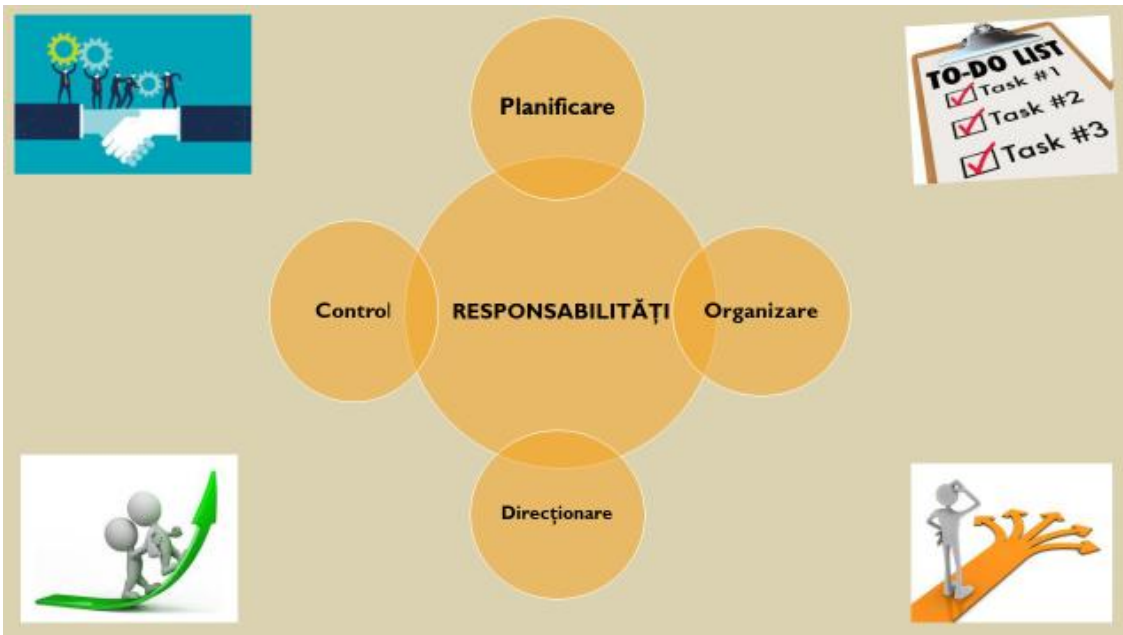 Planificare
TO-DO LIST
Task #1
Task #2
Task #3
Control
RESPONSABILITĂȚI
Organizare
Direcționare